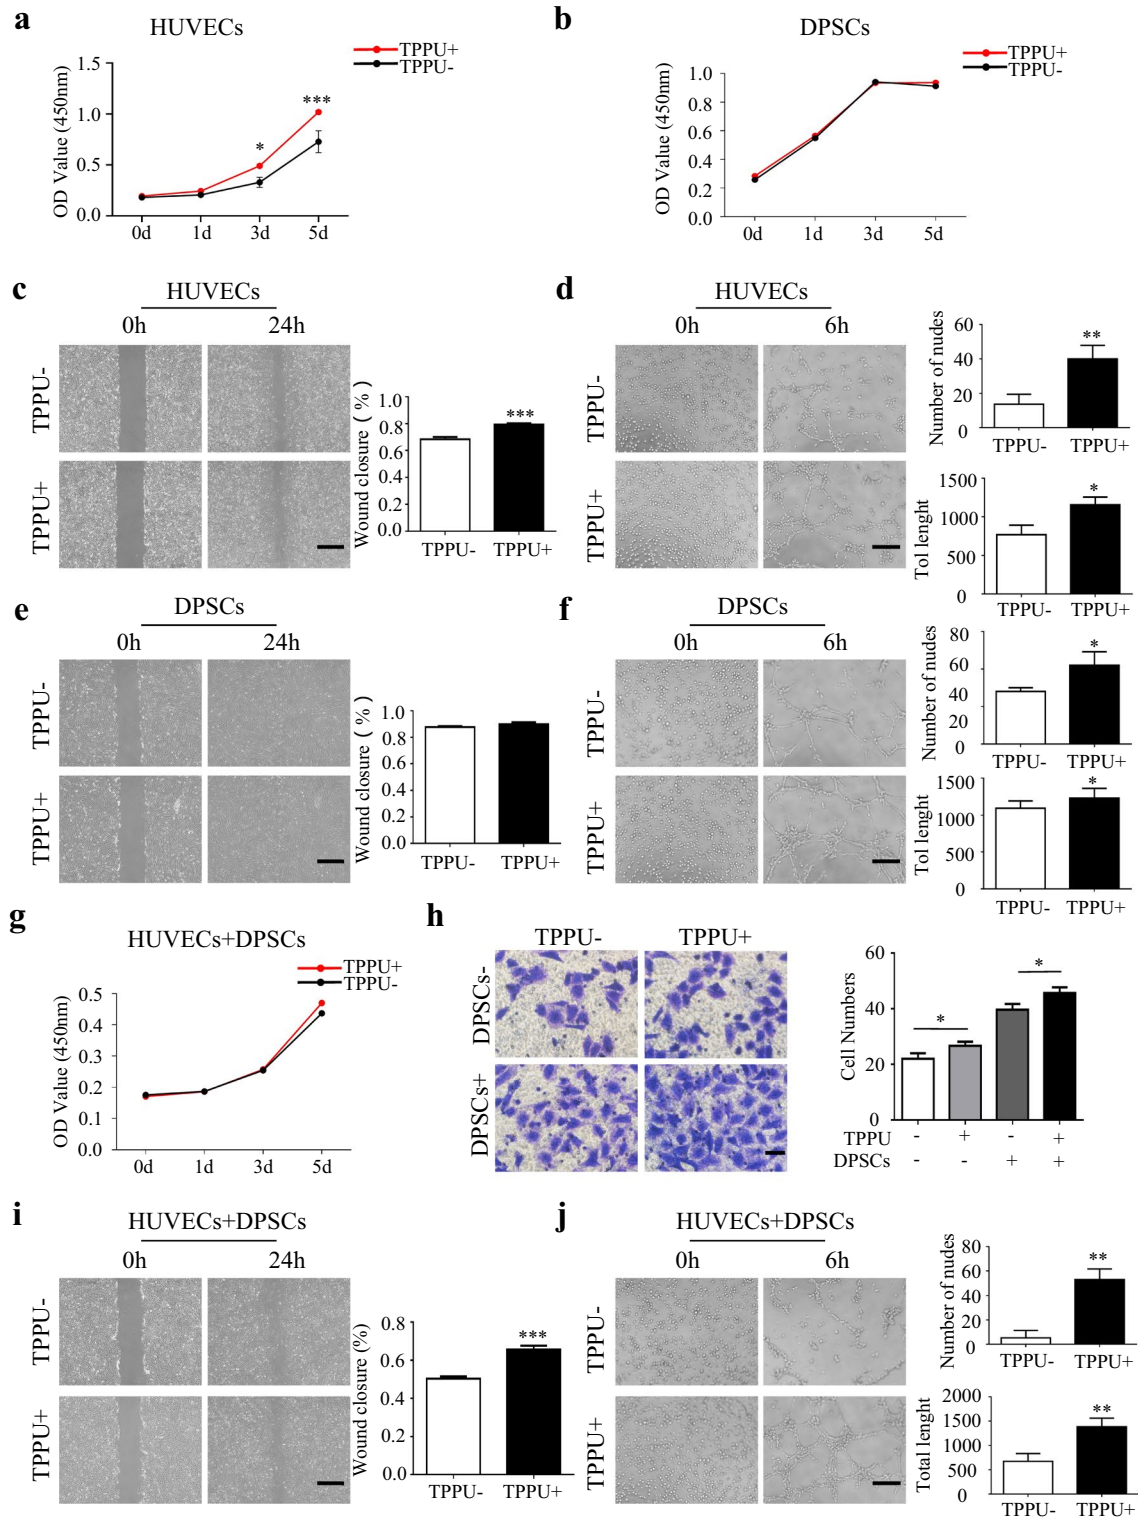 a
HUVECs
TPPU+
TPPU-
OD Value (450nm)
1.5
1.0
0.5
0.0
*
***
0d 1d 3d 5d
b
DPSCs
TPPU+
TPPU-
OD Value (450nm)
1.0
0.8
0.6
0.4
0.2
0.0
0d 1d 3d 5d
c
HUVECs
0h 24h
TPPU-
TPPU+
Wound closure ( %)
1.0
0.8
0.6
0.4
0.2
0.0
***
TPPU- TPPU+
d
HUVECs
0h 6h
TPPU-
TPPU+
Number of nudes
60
40
20
0
**
TPPU- TPPU+
Tol lenght
1500
1000
500
0
*
TPPU- TPPU+
e
DPSCs
0h 24h
TPPU-
TPPU+
Wound closure ( %)
1.0
0.8
0.6
0.4
0.2
0.0
TPPU- TPPU+
f
DPSCs
0h 6h
TPPU-
TPPU+
Number of nudes
80
60
40
20
0
*
TPPU- TPPU+
Tol lenght
1500
1000
500
0
*
TPPU- TPPU+
g
HUVECs+DPSCs
TPPU+
TPPU-
OD Value (450nm)
0.5
0.4
0.3
0.2
0.1
0.0
0d 1d 3d 5d
h
TPPU- TPPU+
DPSCs-
DPSCs+
Cell Numbers
60
40
20
0
*
*
TPPU - + - +
DPSCs - - + +
i
HUVECs+DPSCs
0h 24h
TPPU-
TPPU+
Wound closure (%)
0.8
0.6
0.4
0.2
0.0
***
TPPU- TPPU+
j
HUVECs+DPSCs
0h 6h
TPPU-
TPPU+
Number of nudes
80
60
40
20
0
**
TPPU- TPPU+
Total lenght
2000
1500
1000
500
0
**
TPPU- TPPU+